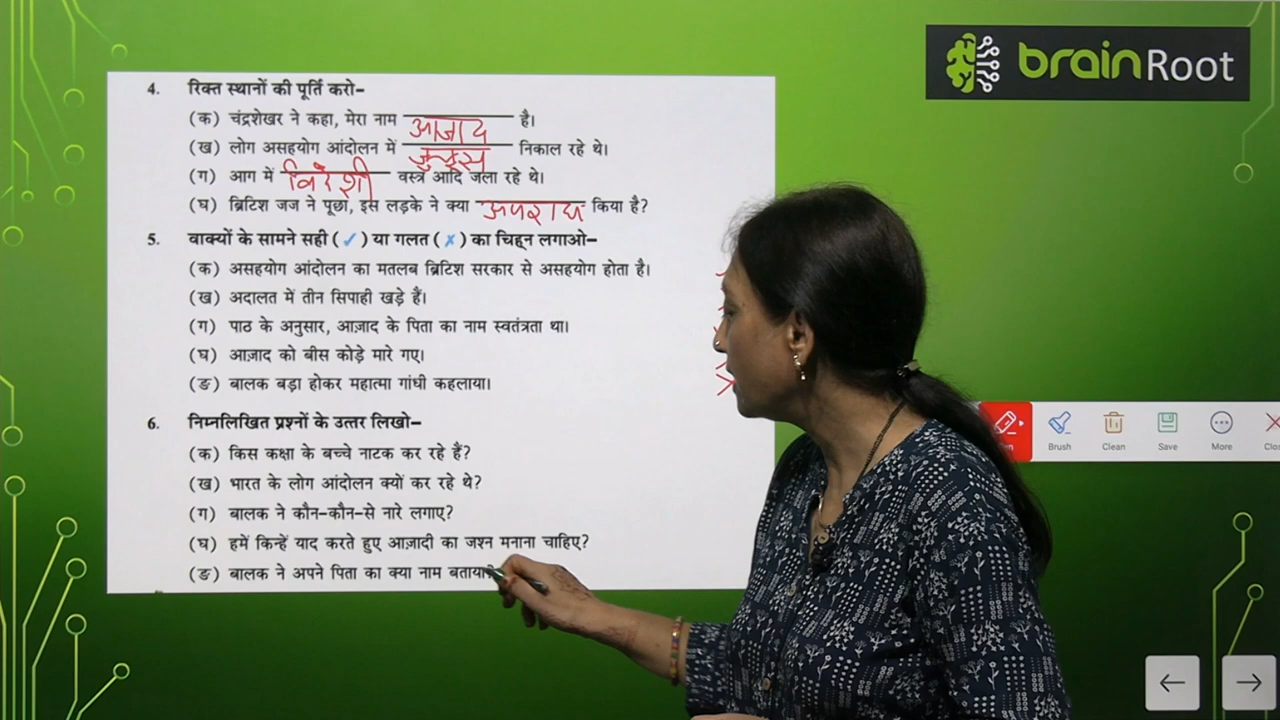 brainRoot
4. रिक्त स्थानों की पूर्ति करो–
(क) चंद्रशेखर ने कहा, मेरा नाम आजाद है।
(ख) लोग असहयोग आंदोलन में जुलूस निकाल रहे थे।
(ग) आग में विदेशी वस्त्र आदि जला रहे थे।
(घ) ब्रिटिश जज ने पूछा, इस लड़के ने क्या अपराध किया है?
5. वाक्यों के सामने सही (✓) या गलत (✗) का चिह्न लगाओ–
(क) असहयोग आंदोलन का मतलब ब्रिटिश सरकार से असहयोग होता है।
(ख) अदालत में तीन सिपाही खड़े हैं।
(ग) पाठ के अनुसार, आज़ाद के पिता का नाम स्वतंत्रता था।
(घ) आज़ाद को बीस कोड़े मारे गए।
(ङ) बालक बड़ा होकर महात्मा गांधी कहलाया।
6. निम्नलिखित प्रश्नों के उत्तर लिखो–
(क) किस कक्षा के बच्चे नाटक कर रहे हैं?
(ख) भारत के लोग आंदोलन क्यों कर रहे थे?
(ग) बालक ने कौन-कौन-से नारे लगाए?
(घ) हमें किन्हें याद करते हुए आज़ादी का जश्न मनाना चाहिए?
(ङ) बालक ने अपने पिता का क्या नाम बताया
Brush Clean Save More